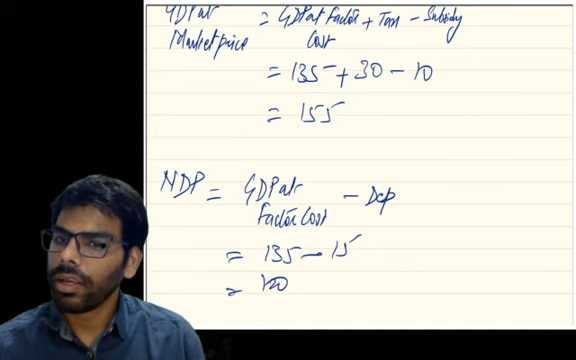 GDP at = GDP at Factor + Tax - Subsidy
Market price Cost
= 135 + 30 - 10
= 155
NDP = GDP at - Dep
Factor Cost
= 135 - 15
= 120